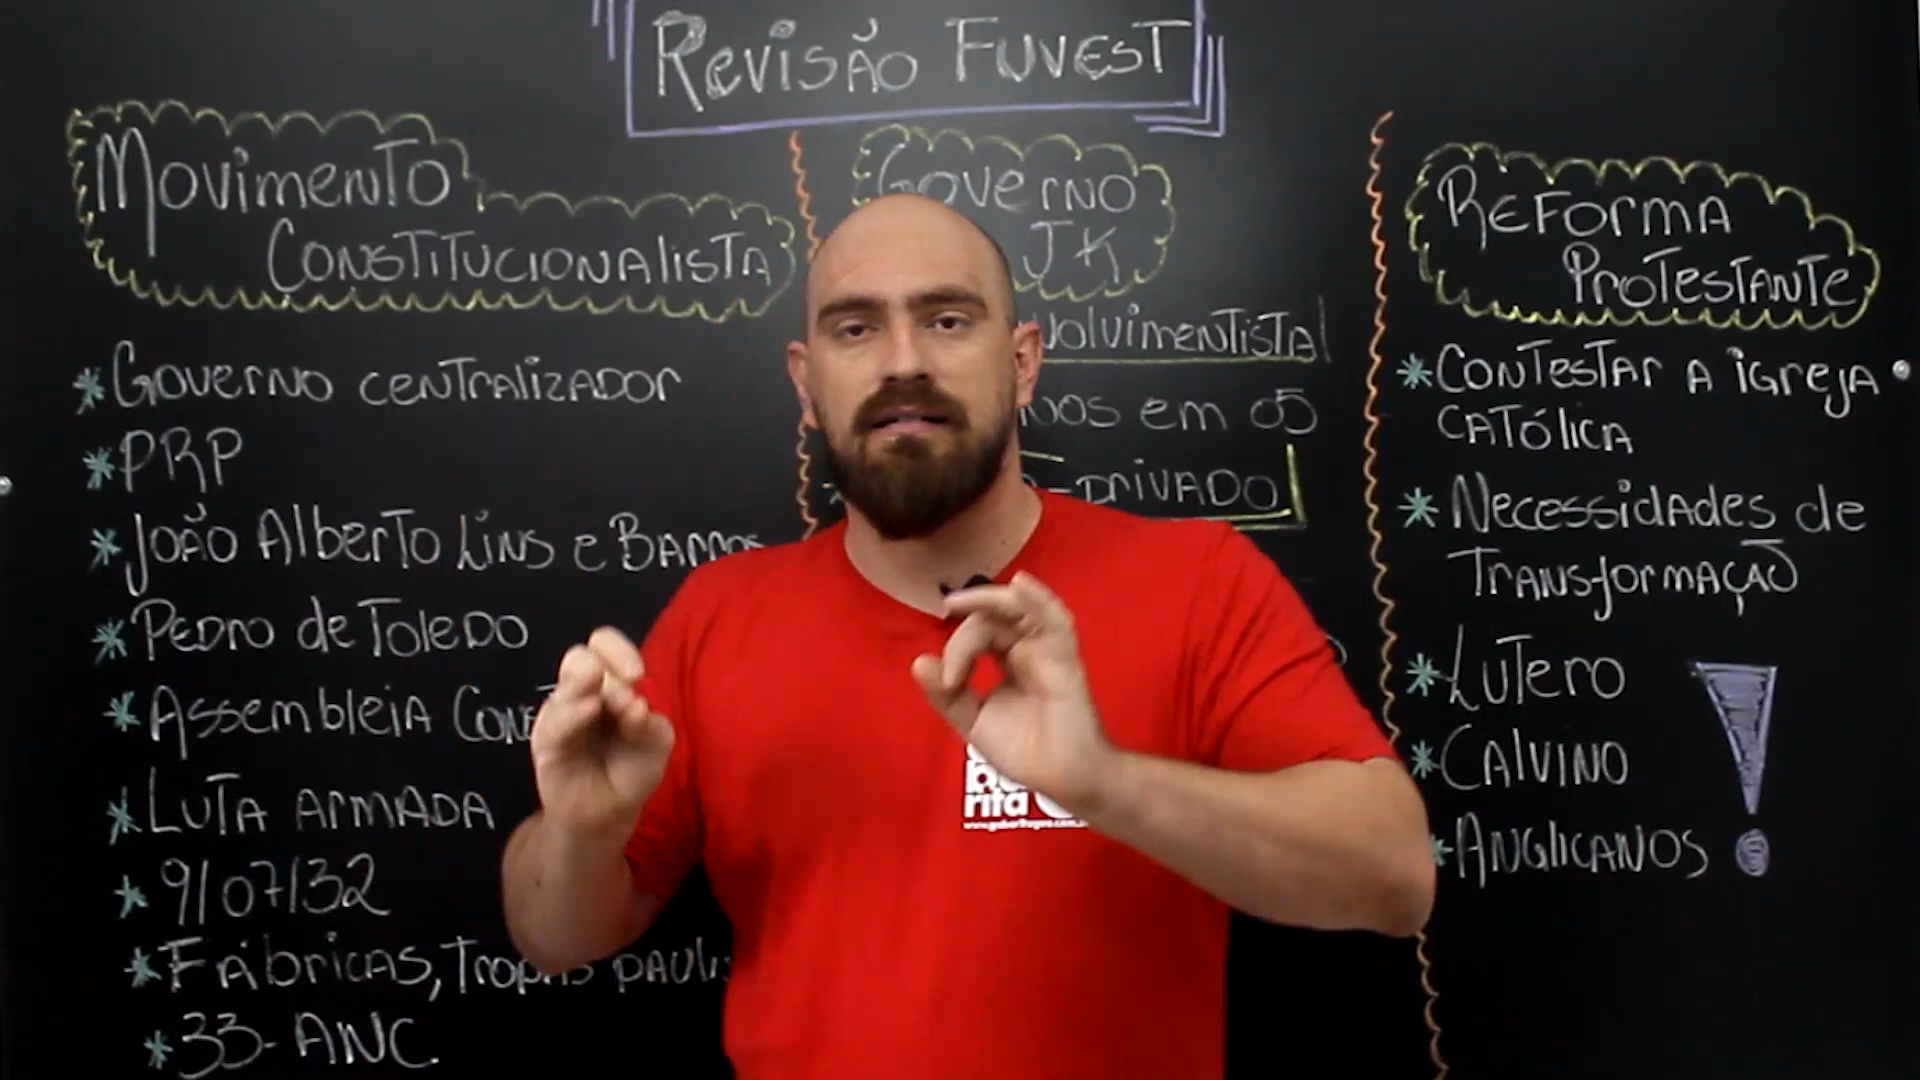 Revisão FUVEST
Movimento
Constitucionalista
* Governo centralizador
* PRP
* João Alberto Lins e Barros
* Pedro de Toledo
* Assembleia
* Luta armada
* 9/07/32
* Fábricas, Tropas
* 33-ANC
Governo
JK
em 05
-privado
Reforma
Protestante
* Contestar a igreja
católica
* Necessidades de
Transformação
* Lutero
* Calvino
* Anglicanos
!
rita